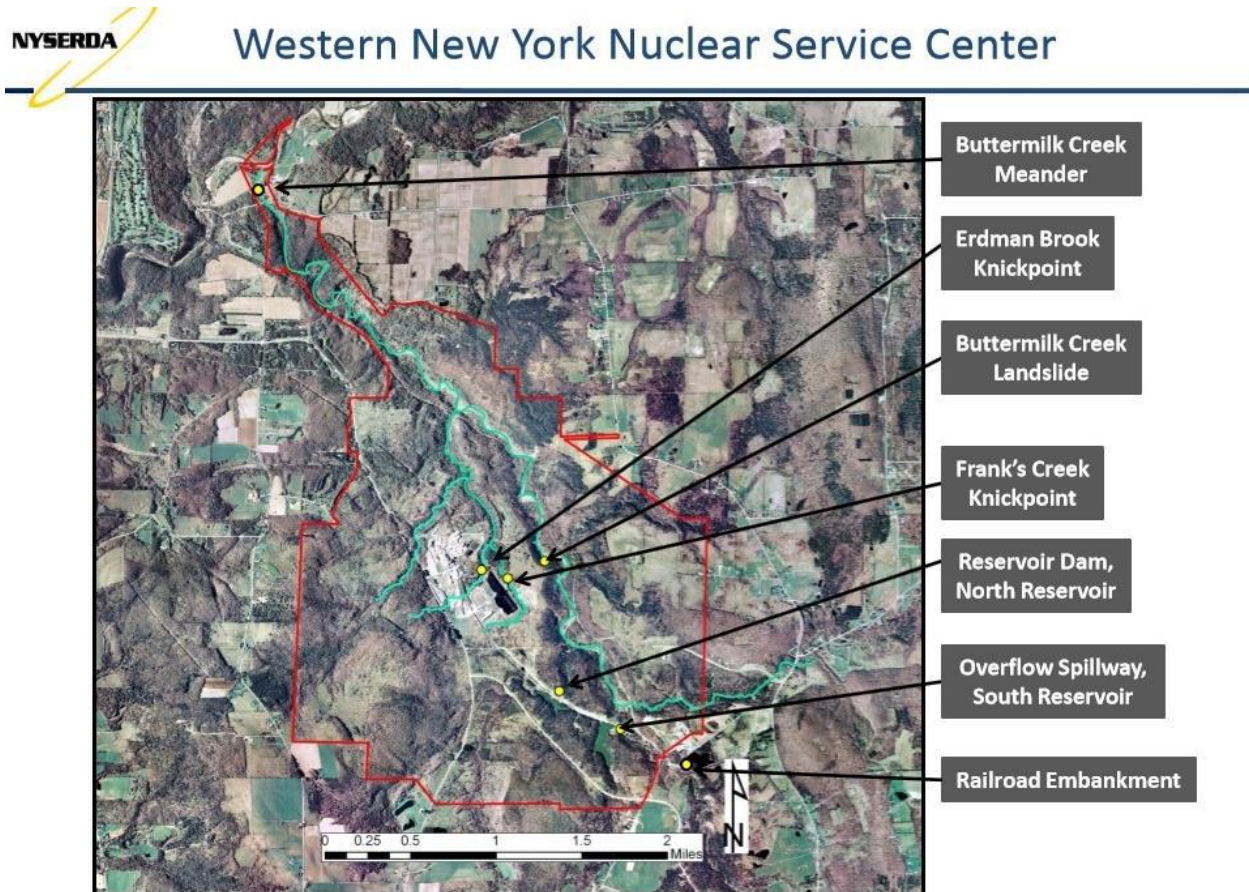 NYSERDA
Western New York Nuclear Service Center
Buttermilk Creek
Meander
Erdman Brook
Knickpoint
Buttermilk Creek
Landslide
Frank's Creek
Knickpoint
Reservoir Dam,
North Reservoir
Overflow Spillway,
South Reservoir
Railroad Embankment
N
0 0.25 0.5 1 1.5 2
Miles